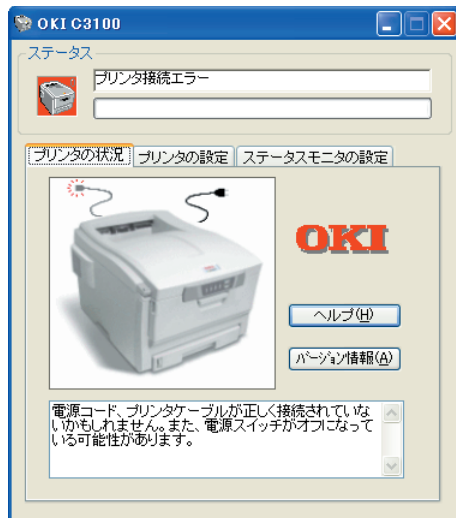 OKI C3100
ステータス
プリンタ接続エラー
プリンタの状況 プリンタの設定 ステータスモニタの設定
OKI
ヘルプ(H)
バージョン情報(A)
電源コード、プリンタケーブルが正しく接続されていな
いかもしれません。また、電源スイッチがオフになって
いる可能性があります。